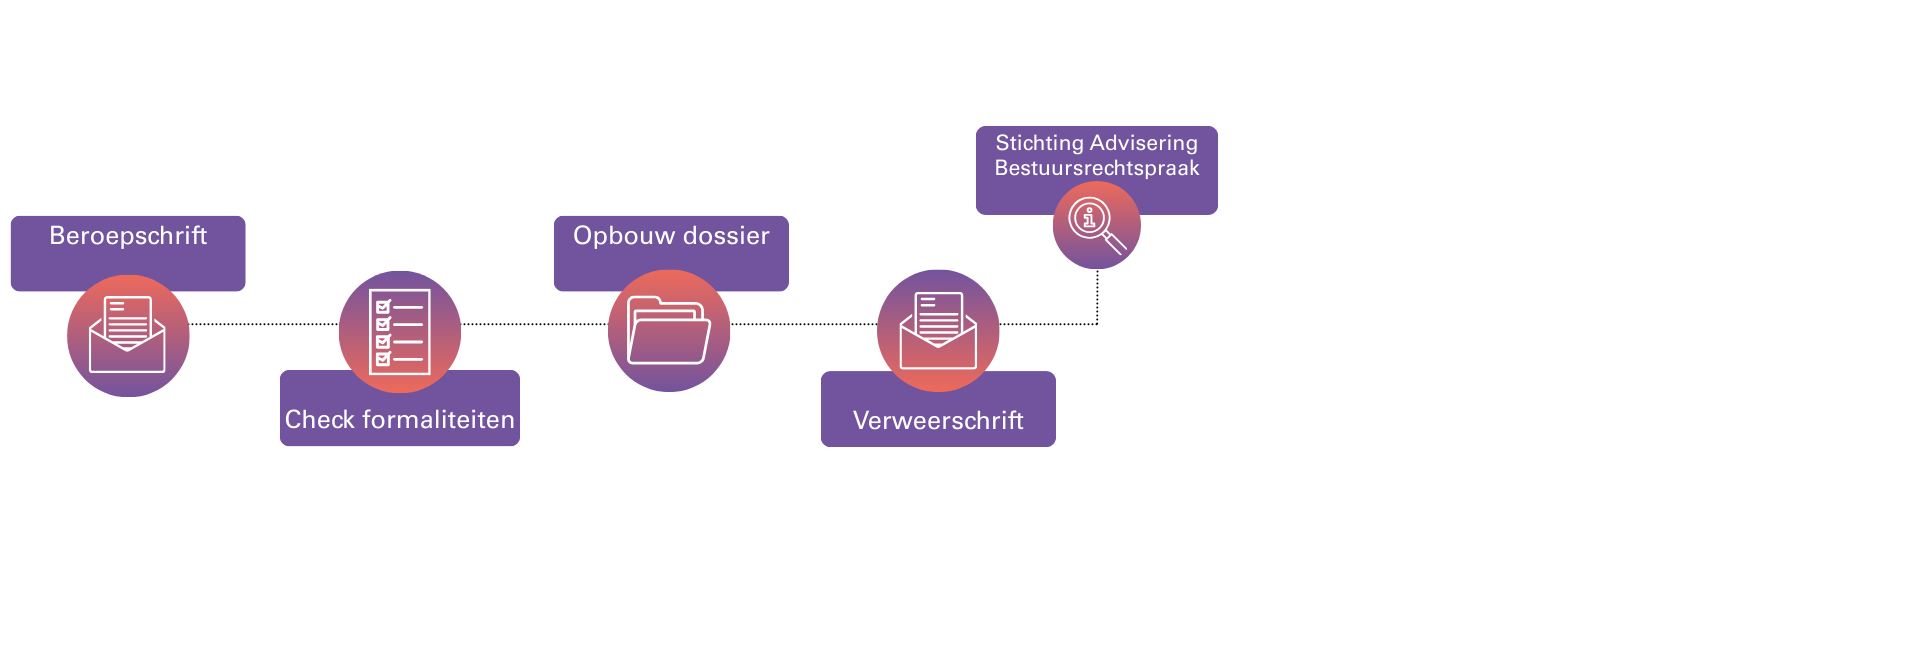 Beroepschrift
Check formaliteiten
Opbouw dossier
Verweerschrift
Stichting Advisering
Bestuursrechtspraak